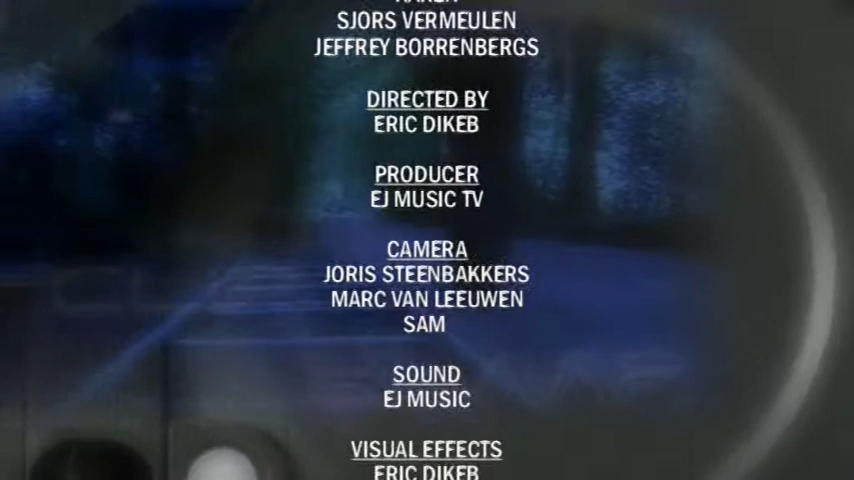 KAREN
SJORS VERMEULEN
JEFFREY BORRENBERGS
DIRECTED BY
ERIC DIKEB
PRODUCER
EJ MUSIC TV
CAMERA
JORIS STEENBAKKERS
MARC VAN LEEUWEN
SAM
SOUND
EJ MUSIC
VISUAL EFFECTS
ERIC DIKEB